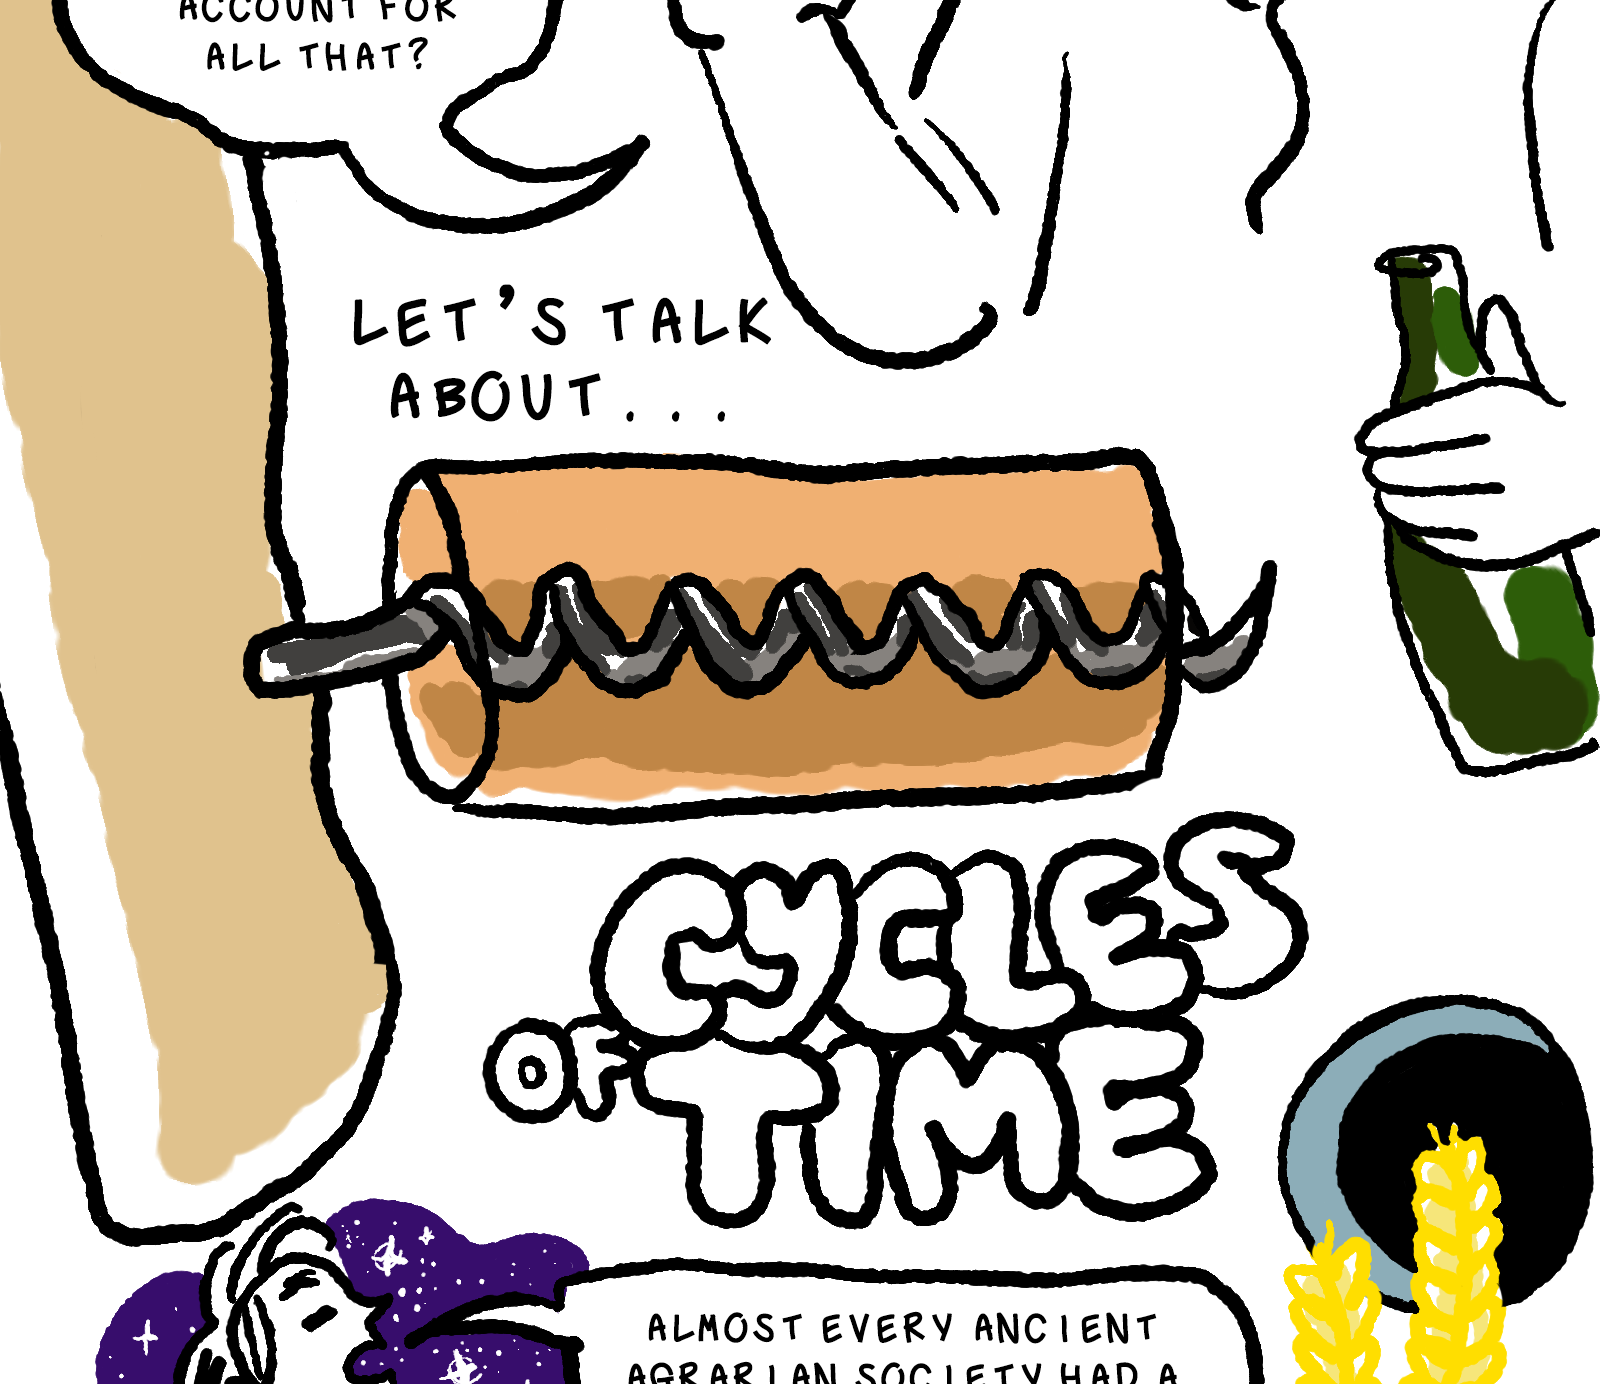 ACCOUNT FOR
ALL THAT?
LET'S TALK
ABOUT...
CYCLES
OF TIME
ALMOST EVERY ANCIENT
AGRARIAN SOCIETY HAD A